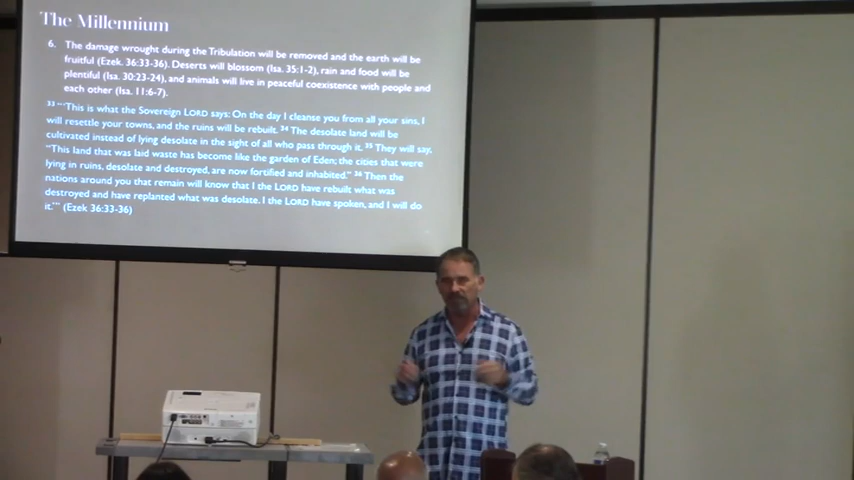 The Millennium
6. The damage wrought during the Tribulation will be removed and the earth will be
fruitful (Ezek. 36:33-36). Deserts will blossom (Isa. 35:1-2), rain and food will be
plentiful (Isa. 30:23-24), and animals will live in peaceful coexistence with people and
each other (Isa. 11:6-7).
33 "'This is what the Sovereign LORD says: On the day I cleanse you from all your sins, I
will resettle your towns, and the ruins will be rebuilt. 34 The desolate land will be
cultivated instead of lying desolate in the sight of all who pass through it. 35 They will say,
"This land that was laid waste has become like the garden of Eden; the cities that were
lying in ruins, desolate and destroyed, are now fortified and inhabited." 36 Then the
nations around you that remain will know that I the LORD have rebuilt what was
destroyed and have replanted what was desolate. I the LORD have spoken, and I will do
it.'" (Ezek 36:33-36)